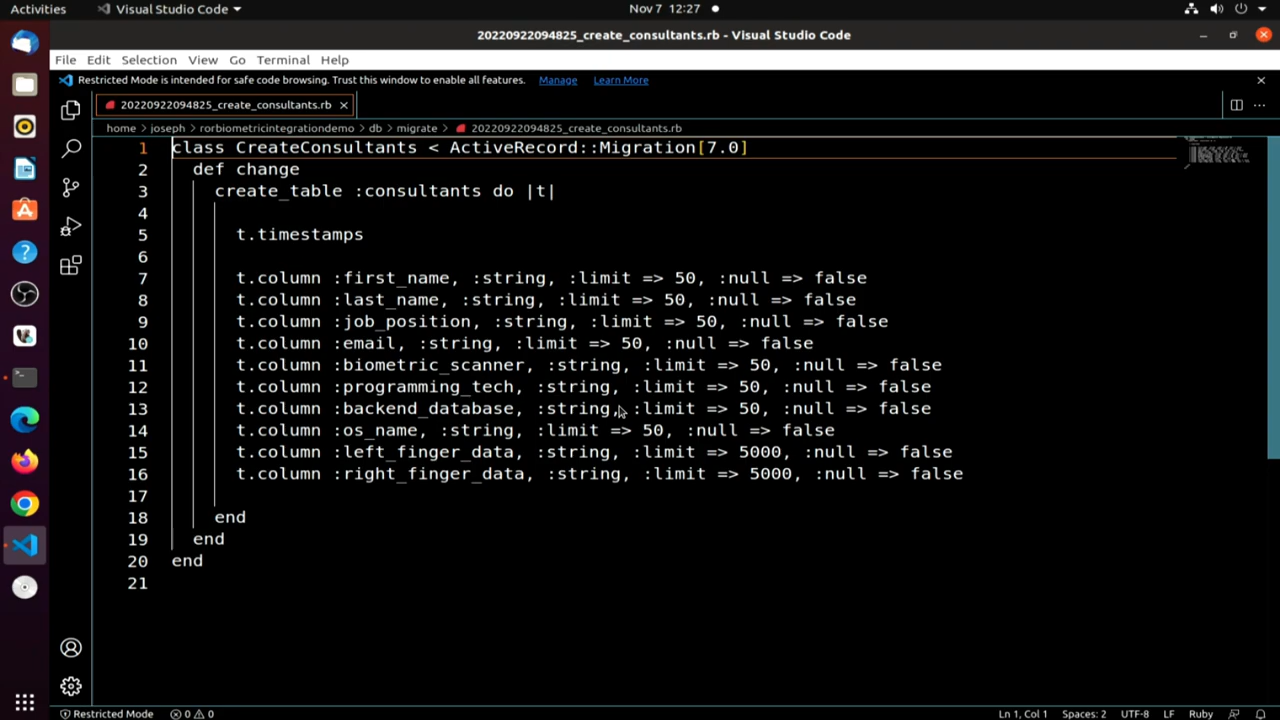 Activities
Visual Studio Code
Nov 7 12:27
20220922094825_create_consultants.rb - Visual Studio Code
File Edit Selection View Go Terminal Help
Restricted Mode is intended for safe code browsing. Trust this window to enable all features. Manage Learn More
20220922094825_create_consultants.rb
home > joseph > rorbiometricintegrationdemo > db > migrate > 20220922094825_create_consultants.rb
1 class CreateConsultants < ActiveRecord::Migration[7.0]
2 def change
3 create_table :consultants do |t|
4
5 t.timestamps
6
7 t.column :first_name, :string, :limit => 50, :null => false
8 t.column :last_name, :string, :limit => 50, :null => false
9 t.column :job_position, :string, :limit => 50, :null => false
10 t.column :email, :string, :limit => 50, :null => false
11 t.column :biometric_scanner, :string, :limit => 50, :null => false
12 t.column :programming_tech, :string, :limit => 50, :null => false
13 t.column :backend_database, :string, :limit => 50, :null => false
14 t.column :os_name, :string, :limit => 50, :null => false
15 t.column :left_finger_data, :string, :limit => 5000, :null => false
16 t.column :right_finger_data, :string, :limit => 5000, :null => false
17
18 end
19 end
20 end
21
Restricted Mode 0 0 Ln 1, Col 1 Spaces: 2 UTF-8 LF Ruby